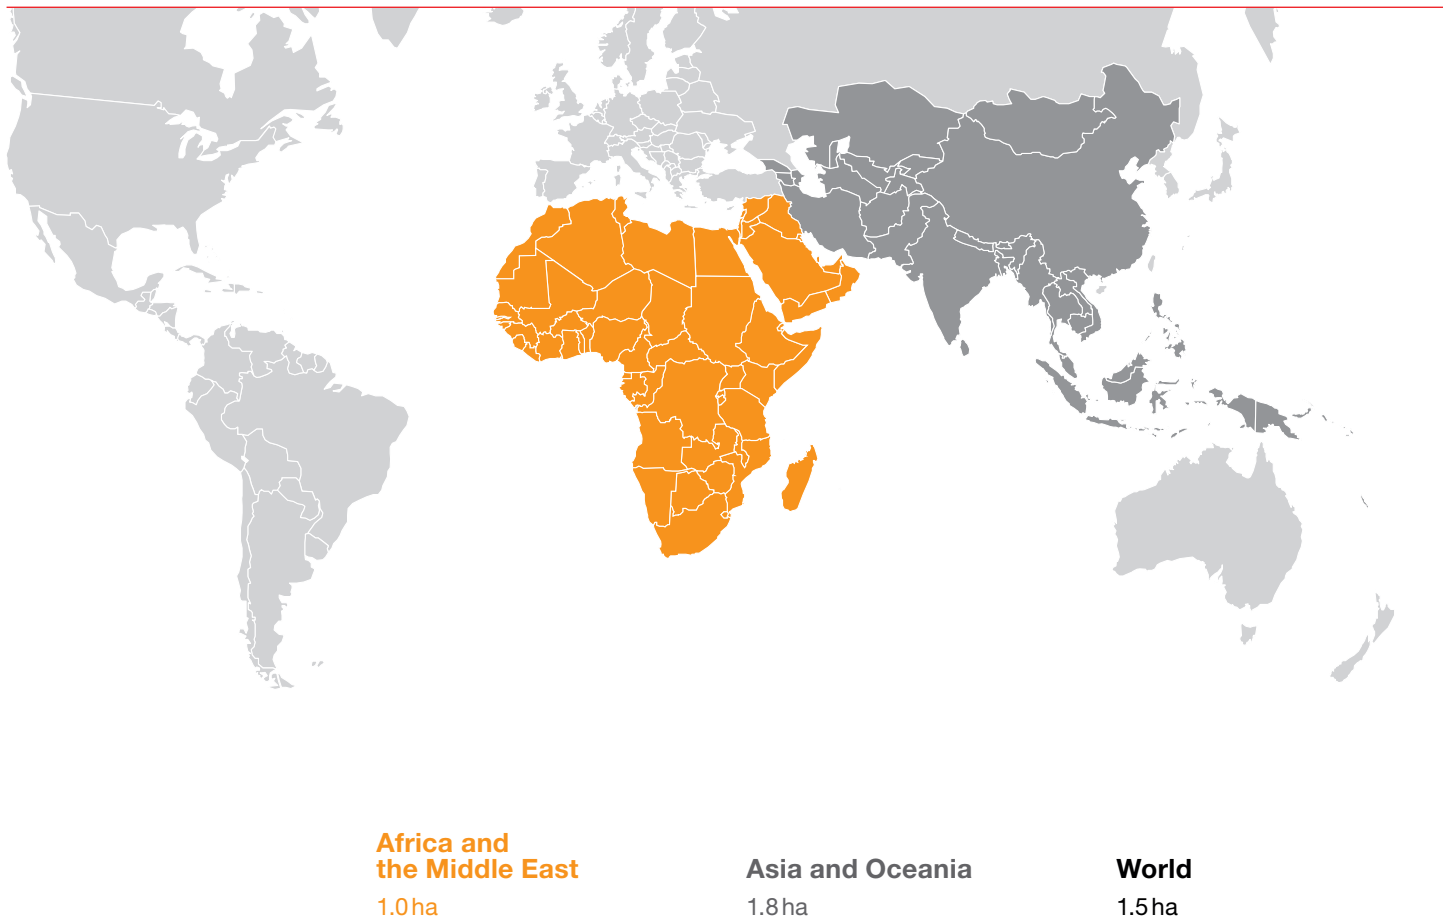 Africa and
the Middle East
1.0 ha
Asia and Oceania
1.8 ha
World
1.5 ha